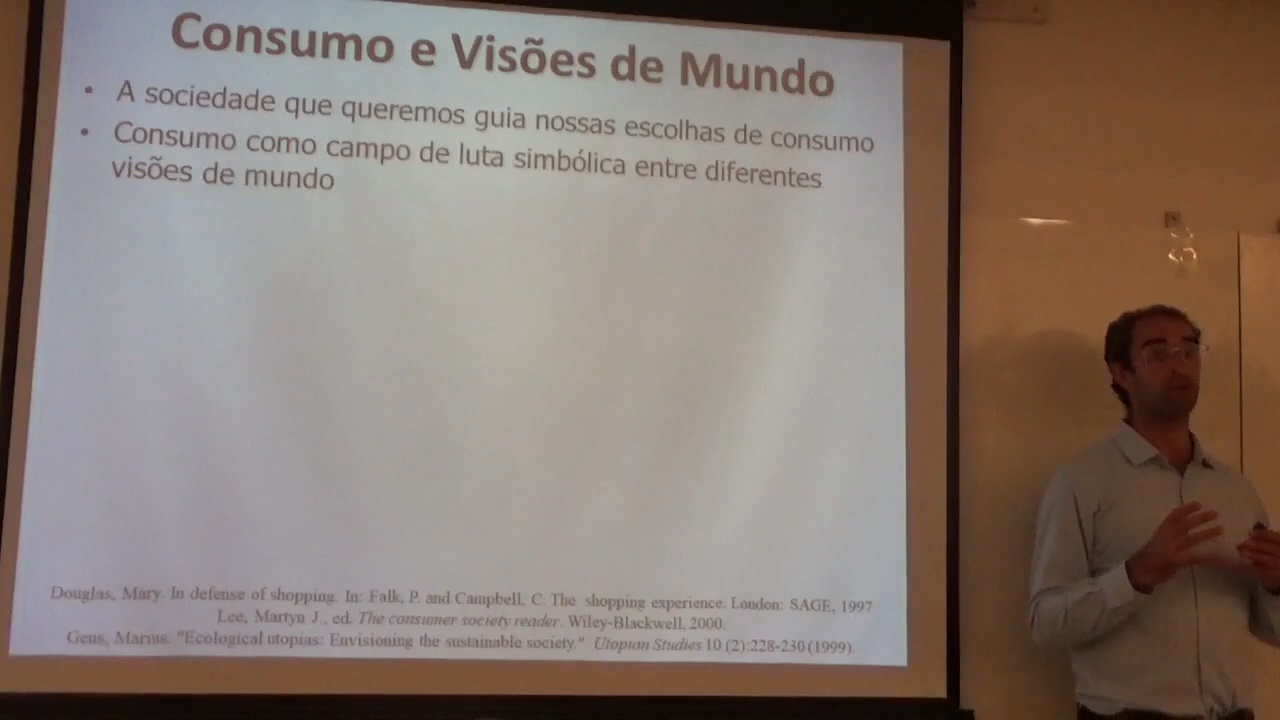 Consumo e Visões de Mundo
• A sociedade que queremos guia nossas escolhas de consumo
• Consumo como campo de luta simbólica entre diferentes
visões de mundo
Douglas, Mary. In defense of shopping. In: Falk, P. and Campbell, C. The shopping experience. London: SAGE, 1997
Lee, Martyn J., ed. The consumer society reader. Wiley-Blackwell, 2000.
Geus, Marius. "Ecological utopias: Envisioning the sustainable society." Utopian Studies 10 (2):228-230 (1999).